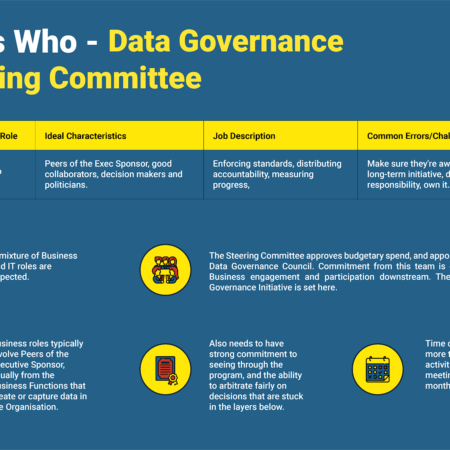 s Who - Data Governance
ing Committee
Role
Ideal Characteristics
Job Description
Common Errors/Chal
Peers of the Exec Sponsor, good
collaborators, decision makers and
politicians.
Enforcing standards, distributing
accountability, measuring
progress,
Make sure they're aw
long-term initiative, d
responsibility, own it.
mixture of Business
d IT roles are
pected.
The Steering Committee approves budgetary spend, and appo
Data Governance Council. Commitment from this team is
Business engagement and participation downstream. The
Governance Initiative is set here.
usiness roles typically
volve Peers of the
xecutive Sponsor,
ually from the
usiness Functions that
eate or capture data in
e Organisation.
Also needs to have
strong commitment to
seeing through the
program, and the ability
to arbitrate fairly on
decisions that are stuck
in the layers below.
Time c
more t
activit
meetin
month